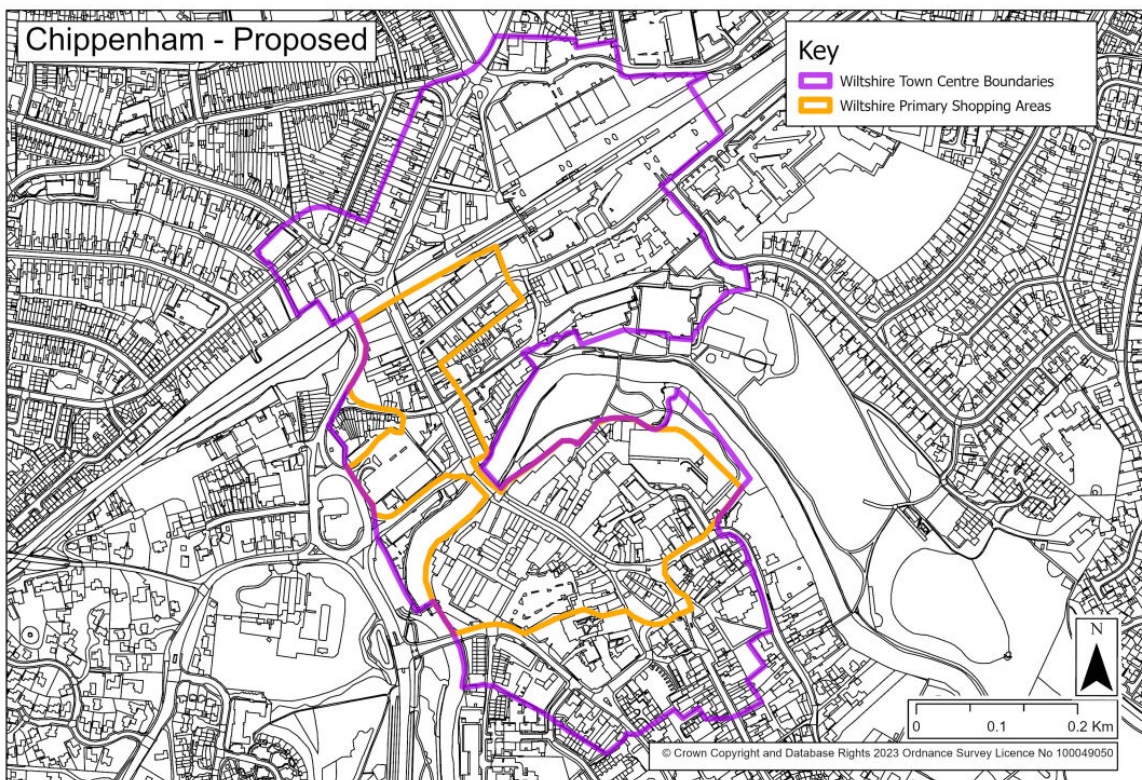 Chippenham - Proposed
Key
Wiltshire Town Centre Boundaries
Wiltshire Primary Shopping Areas
N
0 0.1 0.2 Km
© Crown Copyright and Database Rights 2023 Ordnance Survey Licence No 100049050